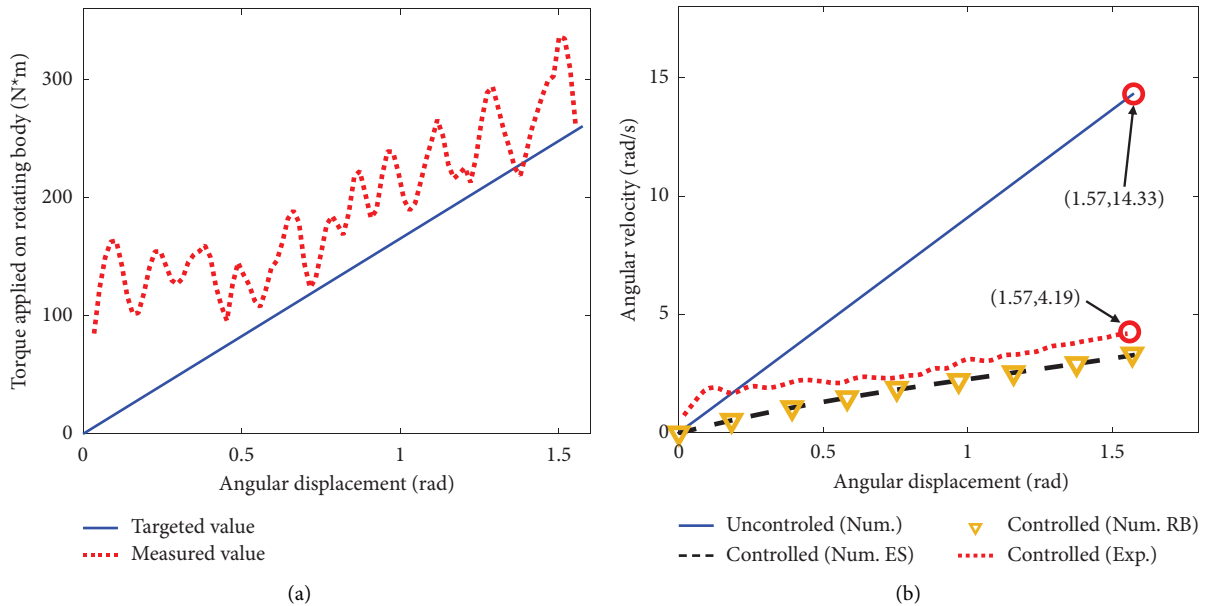 Torque applied on rotating body (N*m)
300
200
100
0
0
0.5
1
1.5
Angular displacement (rad)
Targeted value
Measured value
(a)
Angular velocity (rad/s)
15
10
5
0
(1.57,14.33)
(1.57,4.19)
0
0.5
1
1.5
Angular displacement (rad)
Uncontroled (Num.)
Controlled (Num. ES)
Controlled (Num. RB)
Controlled (Exp.)
(b)